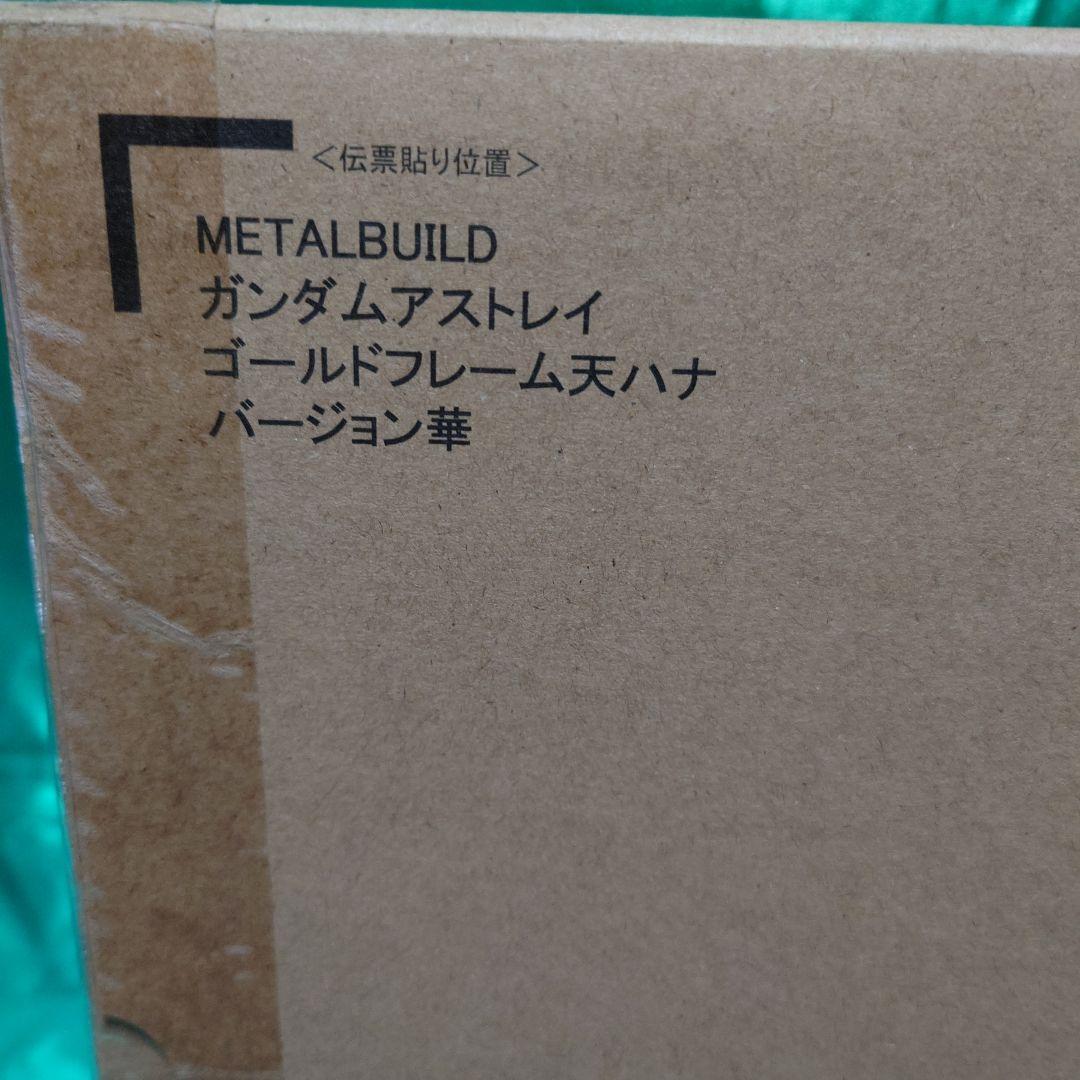 ＜伝票貼り位置＞
METALBUILD
ガンダムアストレイ
ゴールドフレーム天ハナ
バージョン華